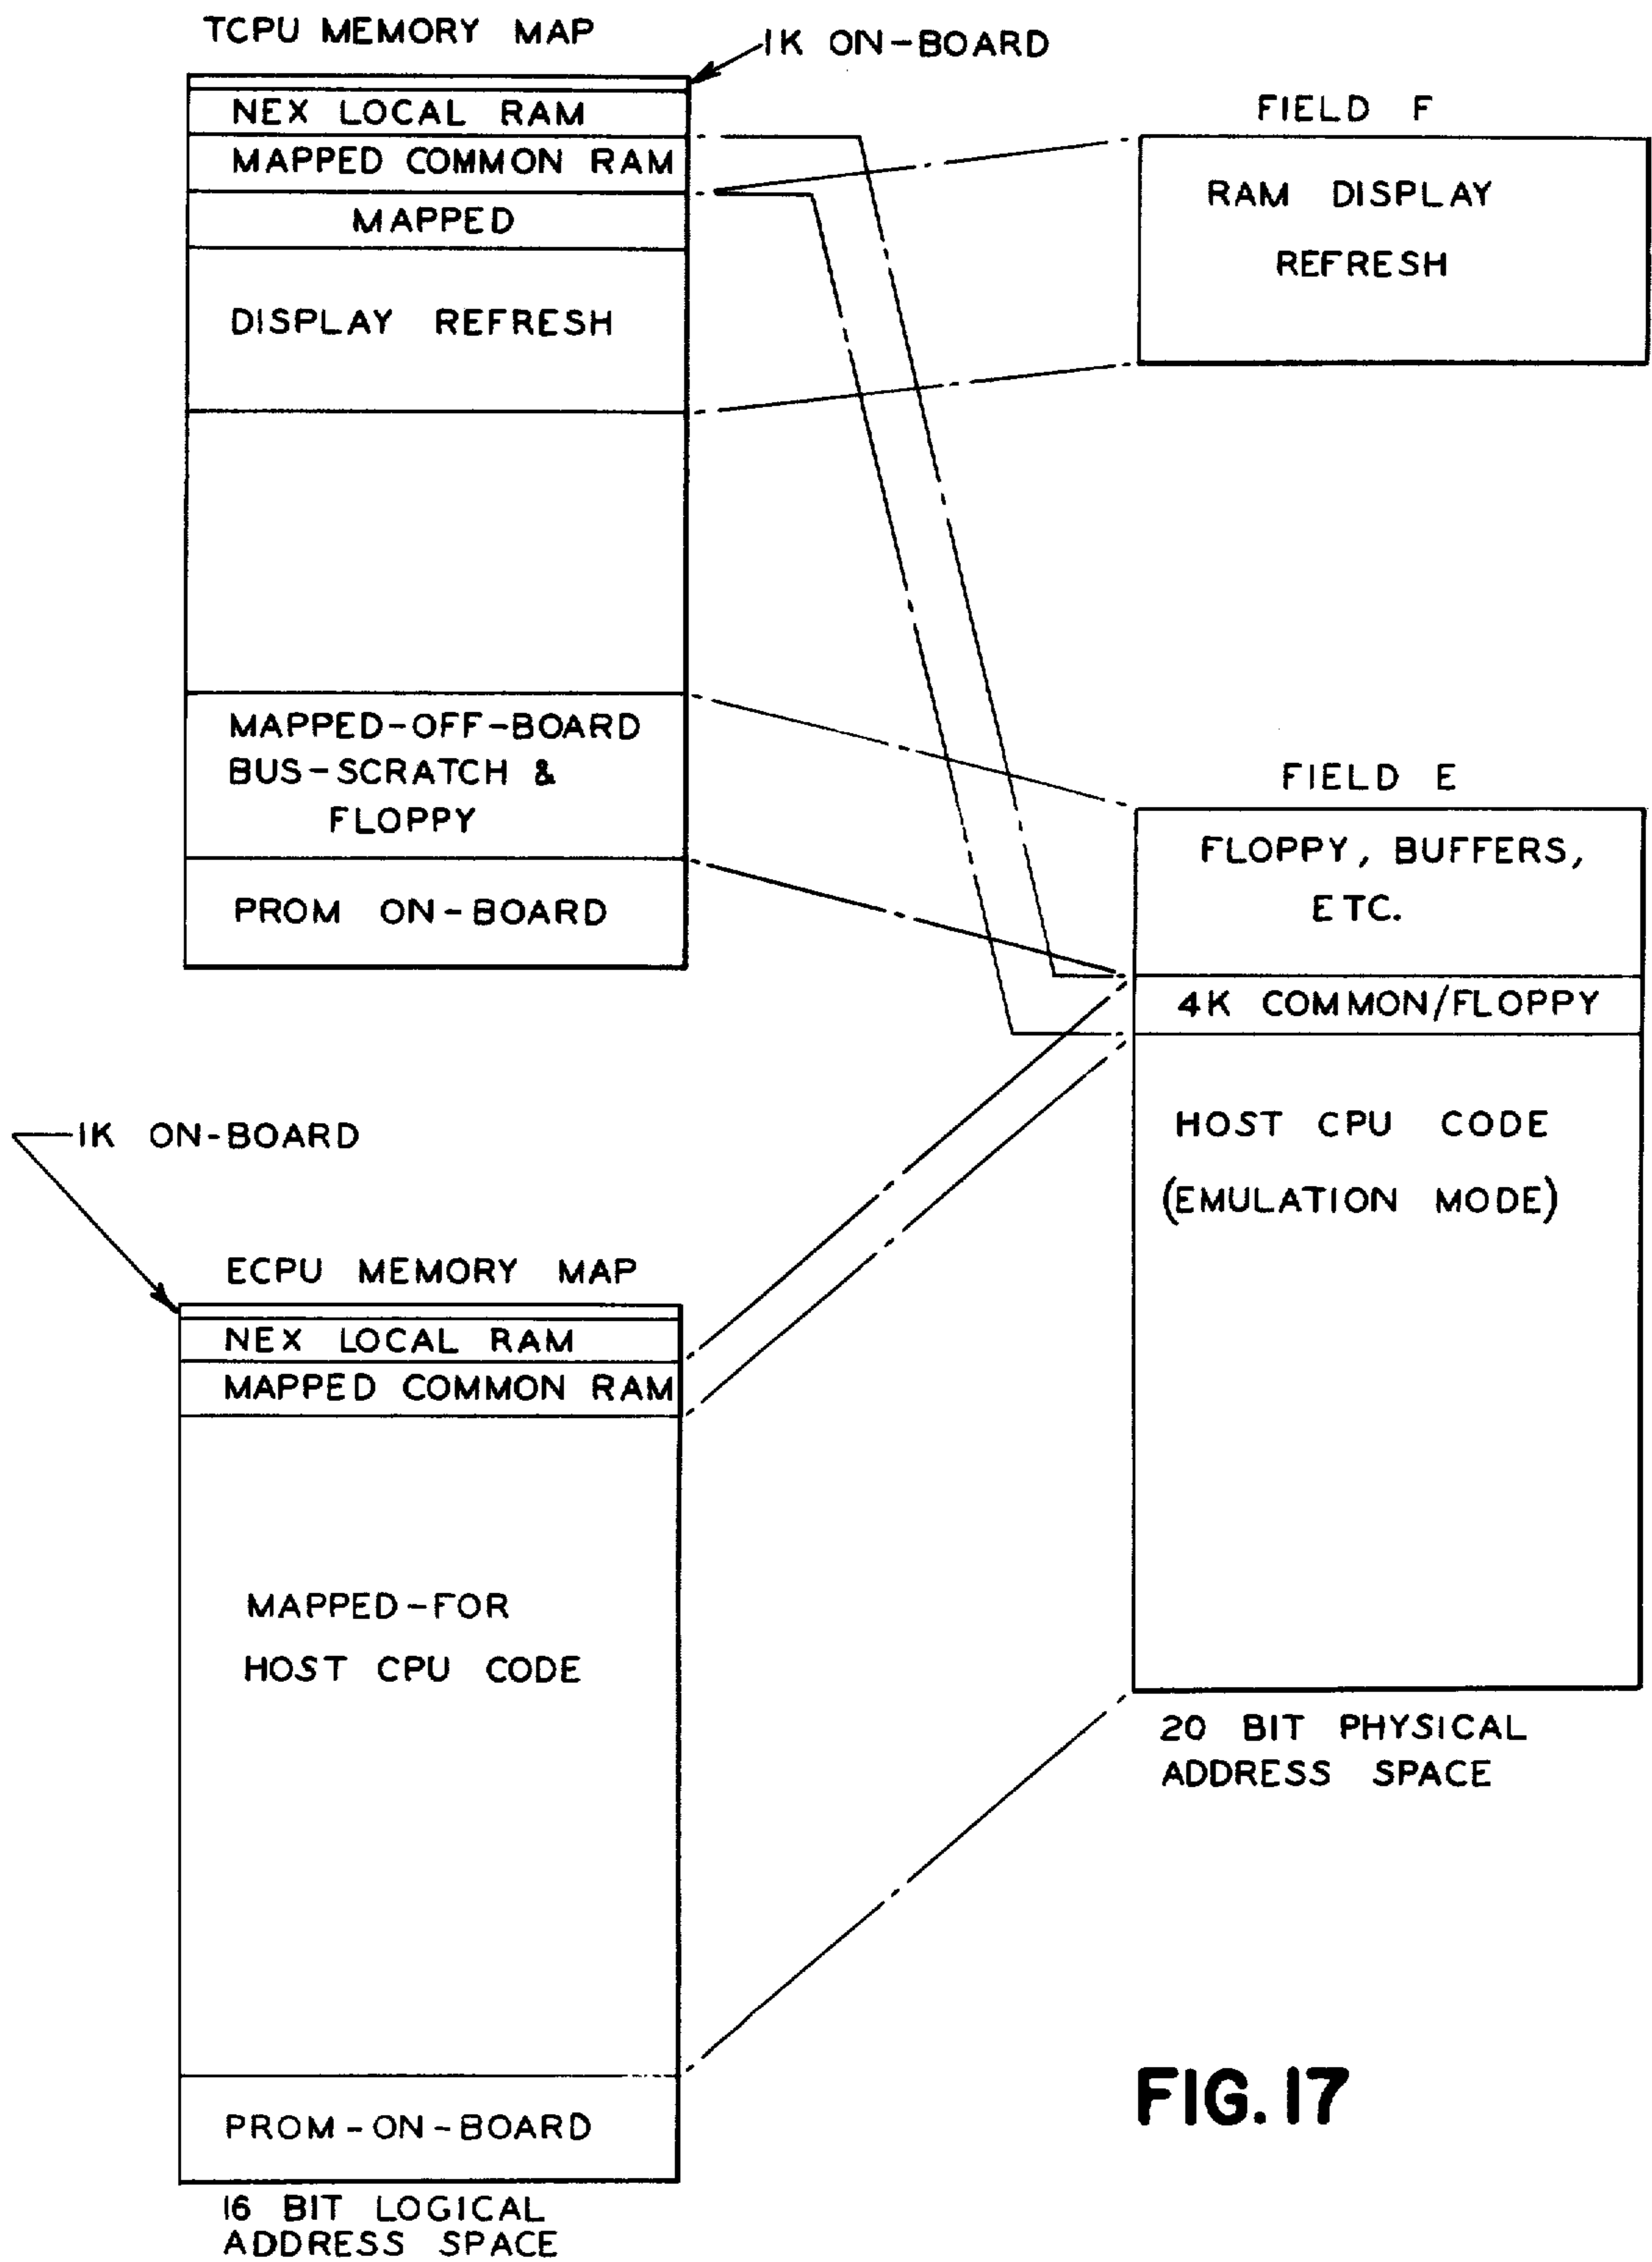 TCPU MEMORY MAP
1K ON-BOARD
NEX LOCAL RAM
MAPPED COMMON RAM
MAPPED
DISPLAY REFRESH
MAPPED-OFF-BOARD
BUS-SCRATCH &
FLOPPY
PROM ON-BOARD
FIELD F
RAM DISPLAY
REFRESH
FIELD E
FLOPPY, BUFFERS,
ETC.
4K COMMON/FLOPPY
HOST CPU CODE
(EMULATION MODE)
20 BIT PHYSICAL
ADDRESS SPACE
1K ON-BOARD
ECPU MEMORY MAP
NEX LOCAL RAM
MAPPED COMMON RAM
MAPPED-FOR
HOST CPU CODE
PROM-ON-BOARD
16 BIT LOGICAL
ADDRESS SPACE
FIG. 17